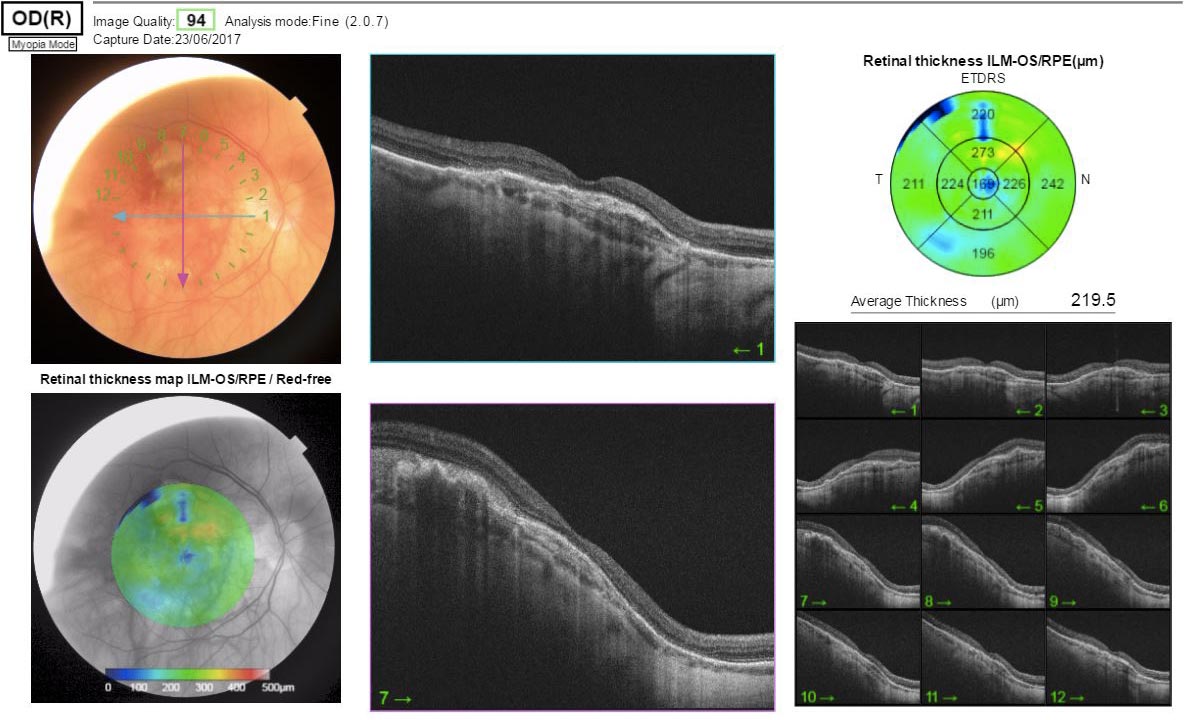 OD(R)
Myopia Mode
Image Quality: 94 Analysis mode:Fine (2.0.7)
Capture Date:23/06/2017
8 7 6
9 5
10 4
11 3
12 2
1
← 1
Retinal thickness ILM-OS/RPE(µm)
ETDRS
220
273
T 211 224 169 226 242 N
211
196
Average Thickness (µm) 219.5
Retinal thickness map ILM-OS/RPE / Red-free
0 100 200 300 400 500µm
7 →
← 1 ← 2 ← 3
← 4 ← 5 ← 6
7 → 8 → 9 →
10 → 11 → 12 →